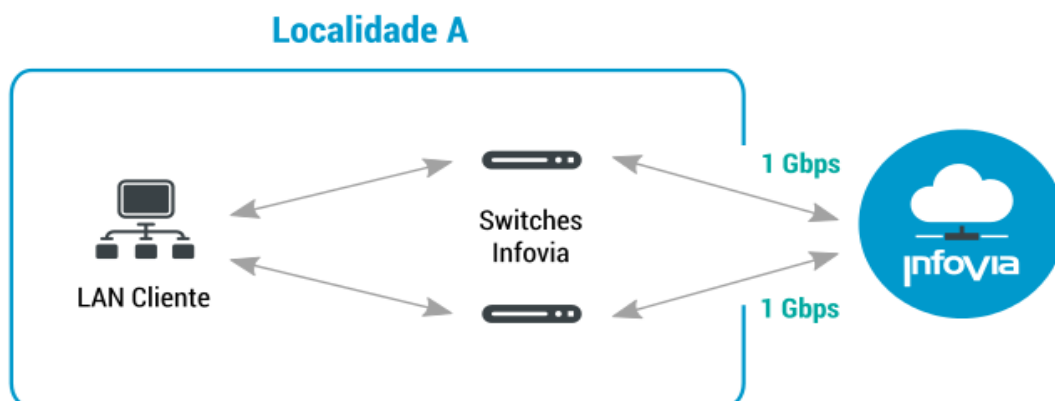 Localidade A
1 Gbps
Switches
Infovia
LAN Cliente
1 Gbps
infovia